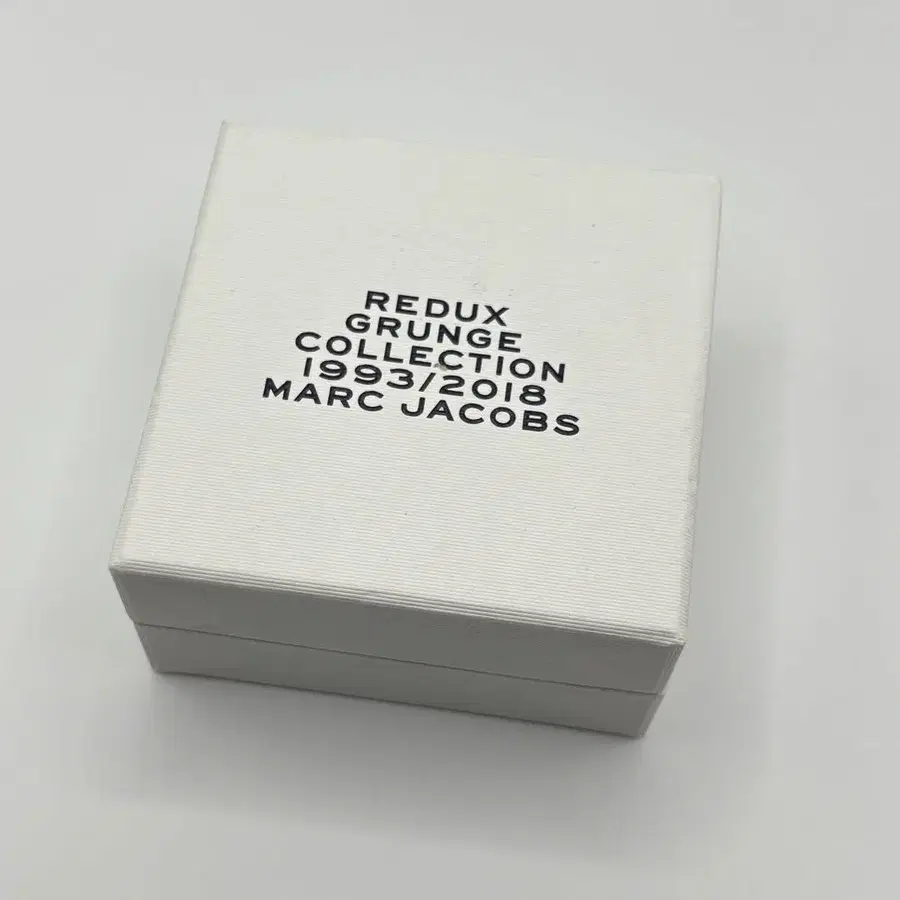 REDUX
GRUNGE
COLLECTION
1993/2018
MARC JACOBS